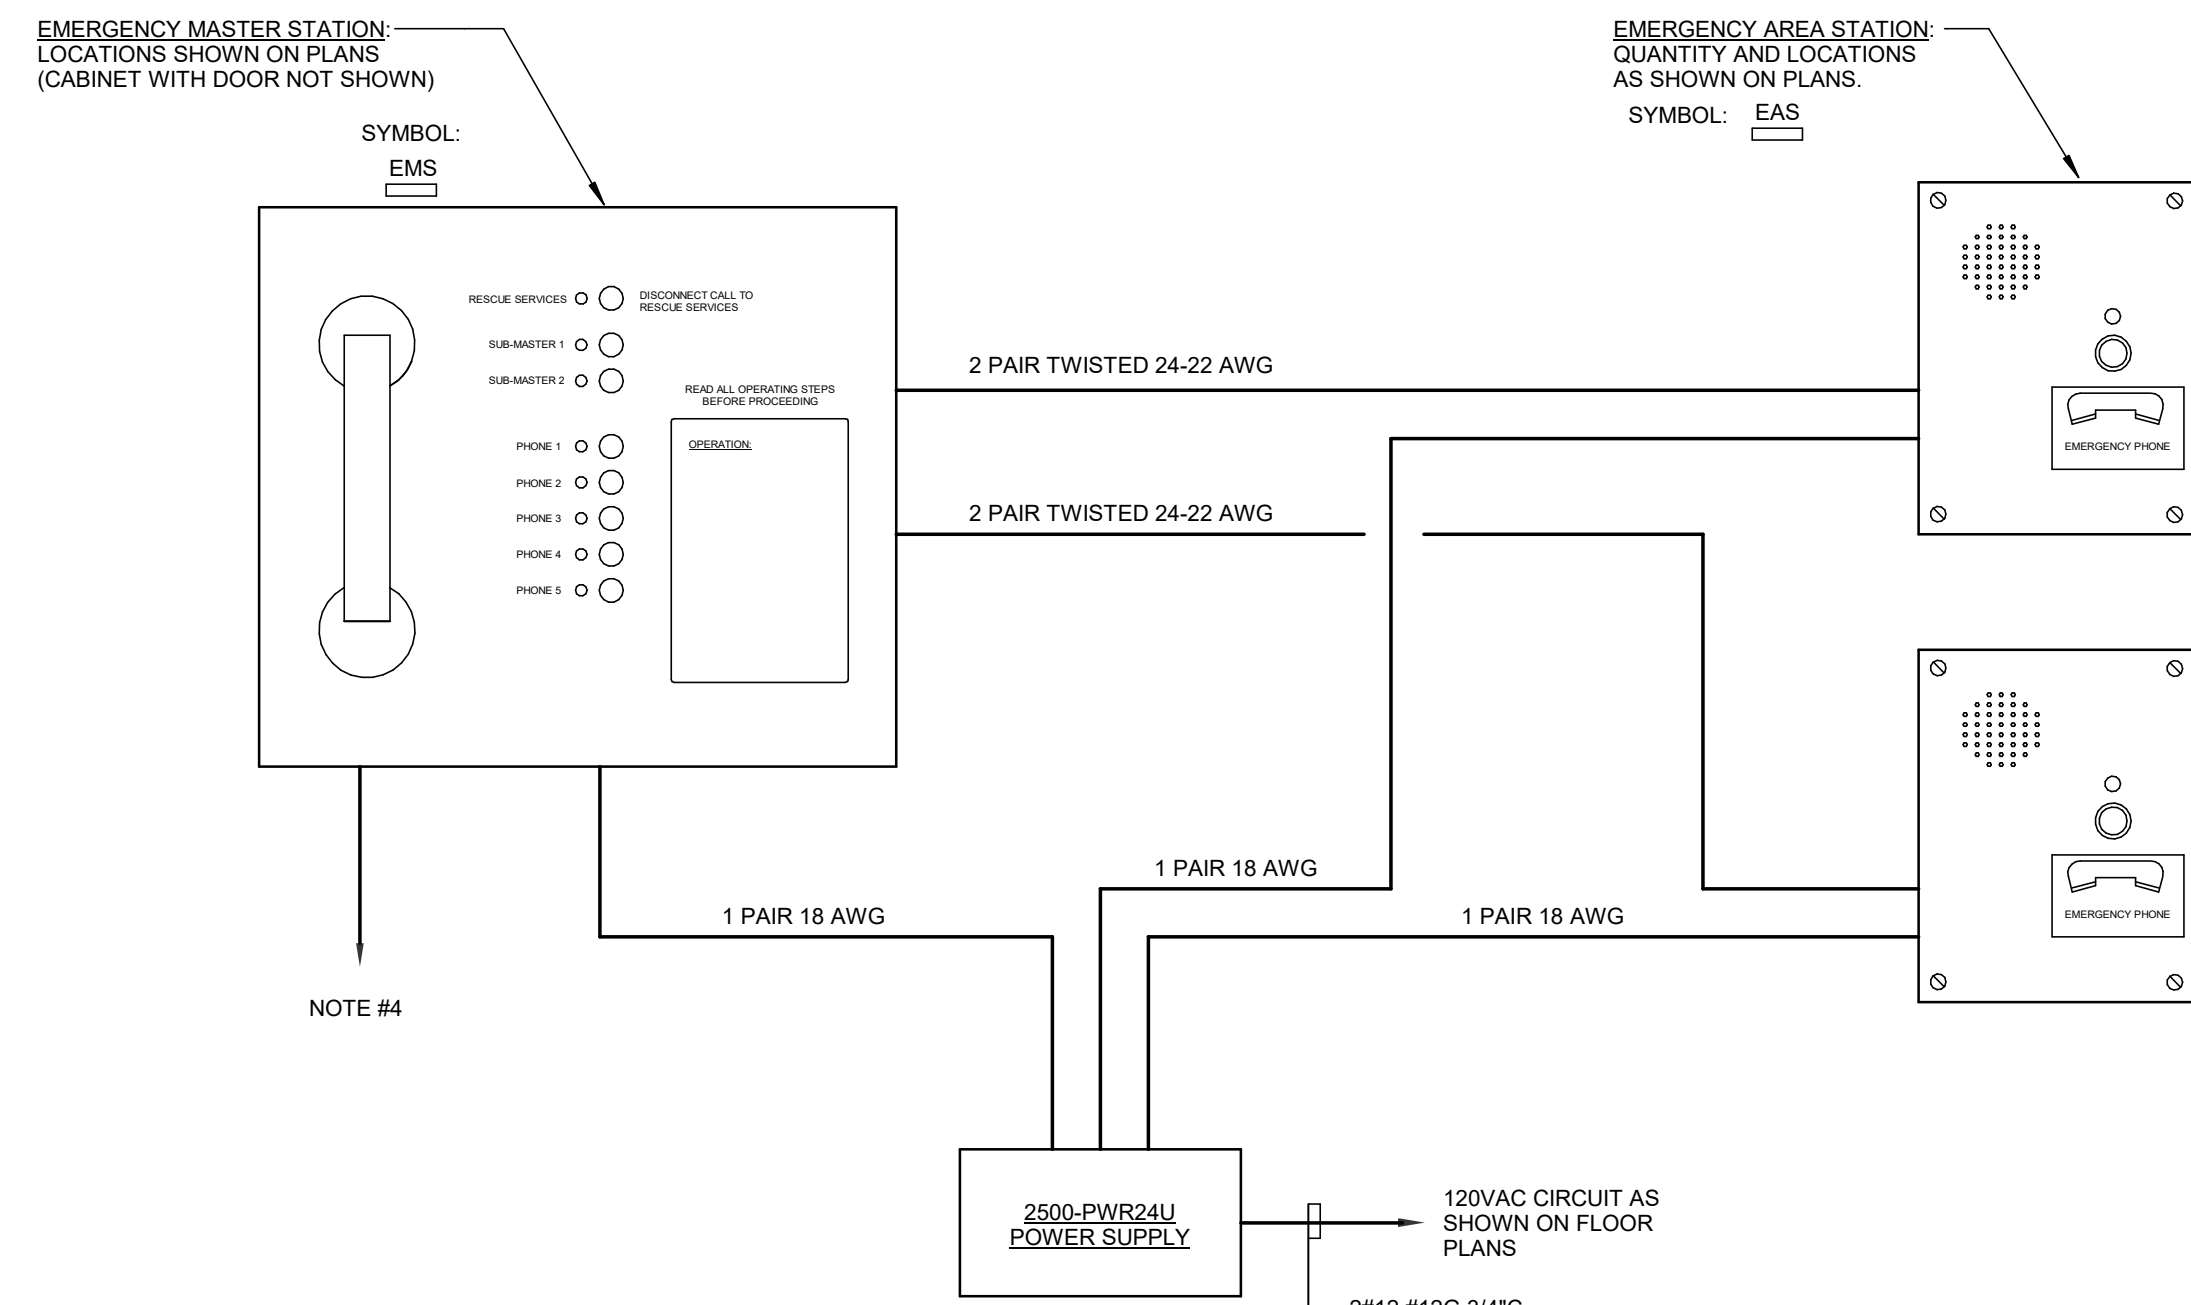 EMERGENCY MASTER STATION:
LOCATIONS SHOWN ON PLANS
(CABINET WITH DOOR NOT SHOWN)
SYMBOL:
EMS
EMERGENCY AREA STATION:
QUANTITY AND LOCATIONS
AS SHOWN ON PLANS.
SYMBOL: EAS
RESCUE SERVICES
DISCONNECT CALL TO
RESCUE SERVICES
SUB-MASTER 1
SUB-MASTER 2
READ ALL OPERATING STEPS
BEFORE PROCEEDING
OPERATION:
PHONE 1
PHONE 2
PHONE 3
PHONE 4
PHONE 5
2 PAIR TWISTED 24-22 AWG
2 PAIR TWISTED 24-22 AWG
EMERGENCY PHONE
EMERGENCY PHONE
1 PAIR 18 AWG
1 PAIR 18 AWG
1 PAIR 18 AWG
NOTE #4
2500-PWR24U
POWER SUPPLY
120VAC CIRCUIT AS
SHOWN ON FLOOR
PLANS
2#12,#12G,3/4"C